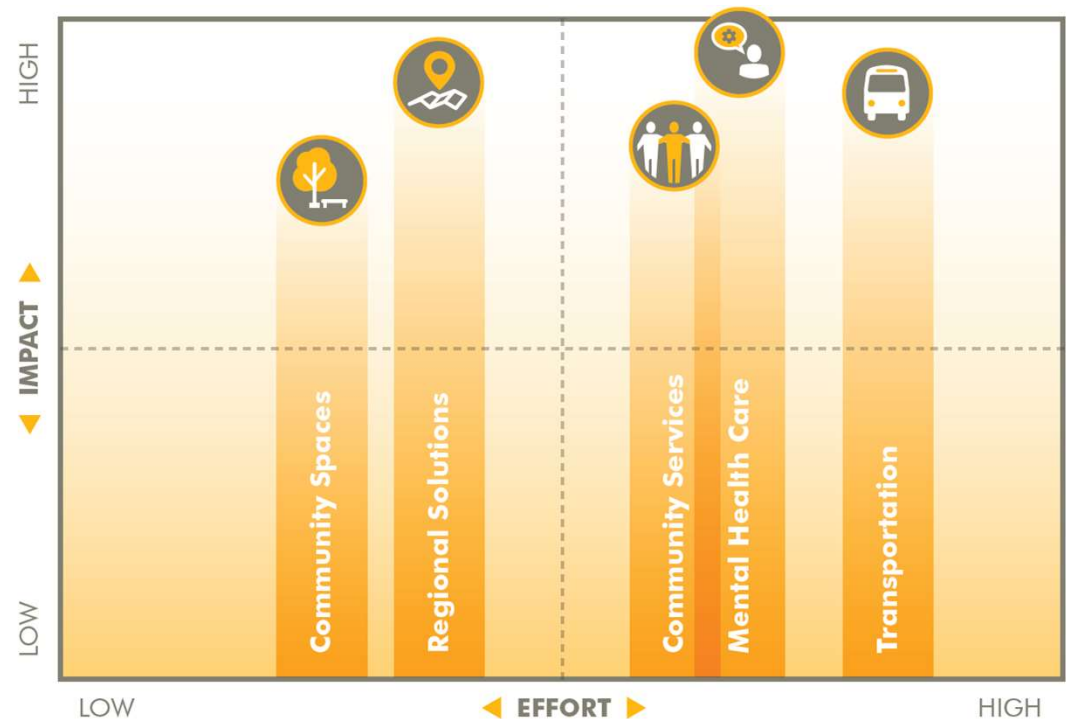 HIGH
IMPACT
LOW
Community Spaces
Regional Solutions
Community Services
Mental Health Care
Transportation
LOW
EFFORT
HIGH